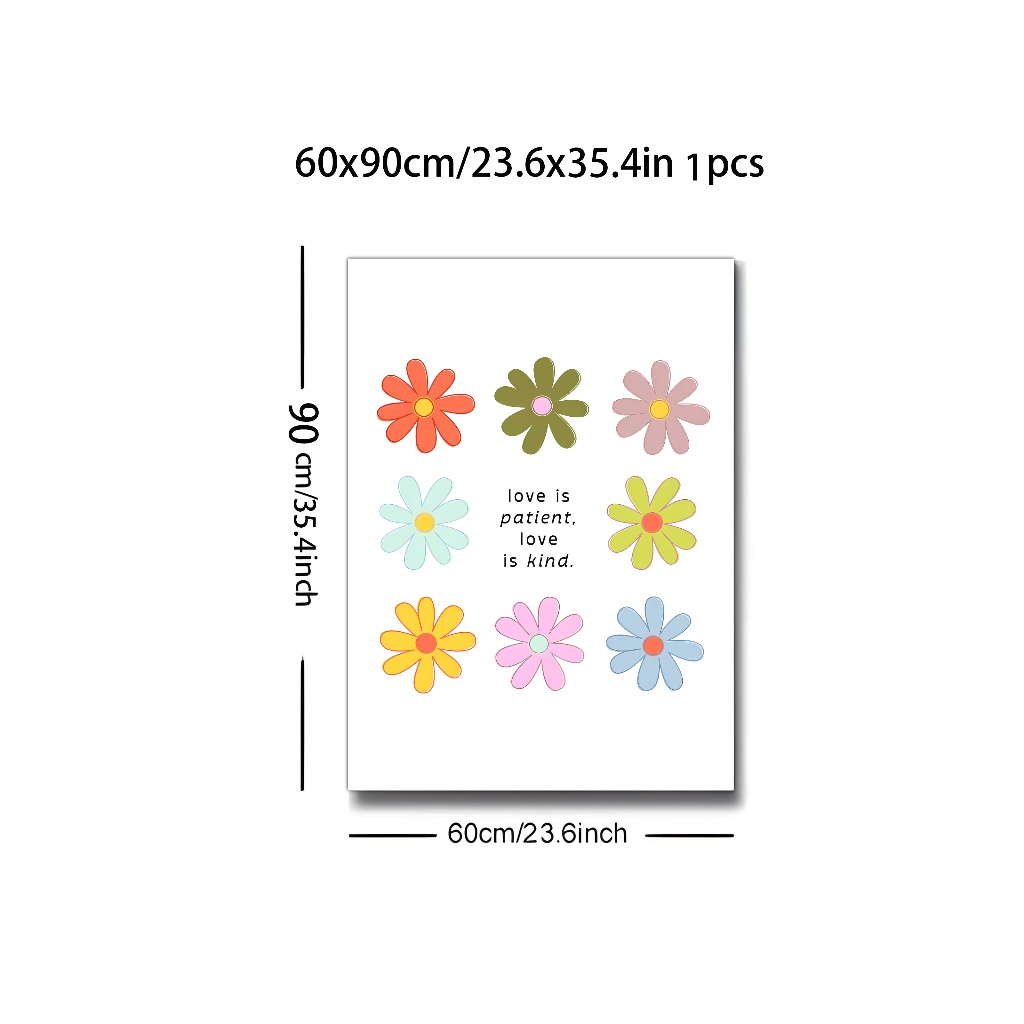 60x90cm/23.6x35.4in 1pcs
90 cm/35.4inch
love is
patient,
love
is kind.
60cm/23.6inch